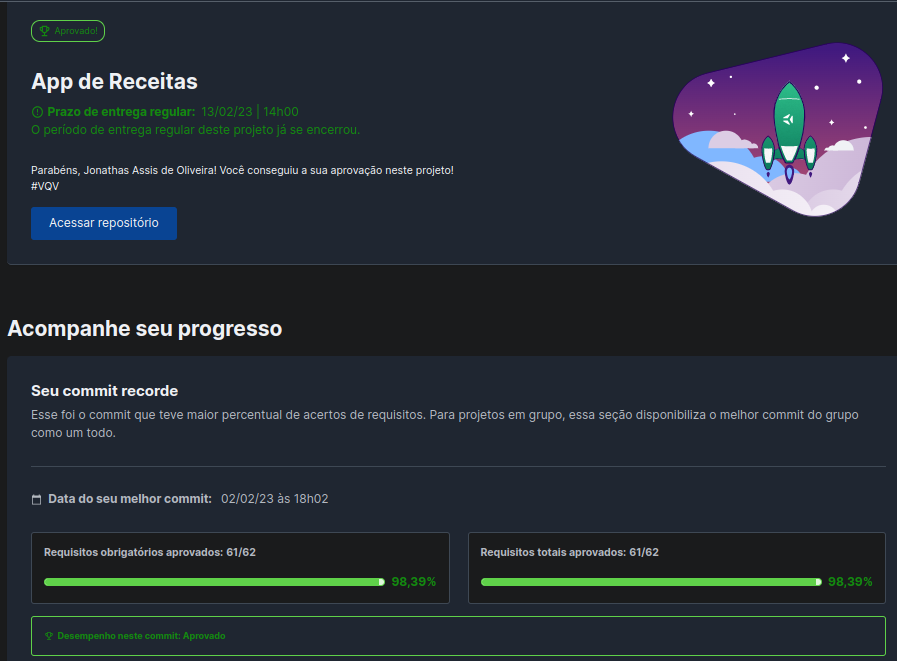 Aprovado!
App de Receitas
Prazo de entrega regular: 13/02/23 | 14h00
O período de entrega regular deste projeto já se encerrou.
Parabéns, Jonathas Assis de Oliveira! Você conseguiu a sua aprovação neste projeto!
#VQV
Acessar repositório
Acompanhe seu progresso
Seu commit recorde
Esse foi o commit que teve maior percentual de acertos de requisitos. Para projetos em grupo, essa seção disponibiliza o melhor commit do grupo
como um todo.
Data do seu melhor commit: 02/02/23 às 18h02
Requisitos obrigatórios aprovados: 61/62
98,39%
Requisitos totais aprovados: 61/62
98,39%
Desempenho neste commit: Aprovado